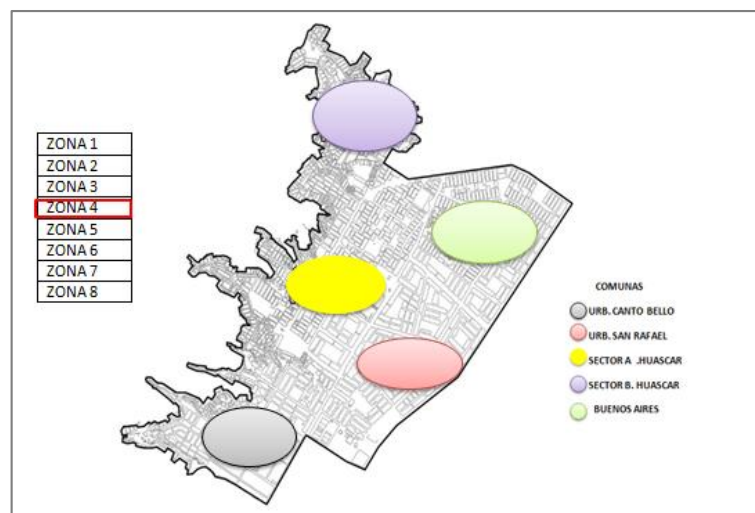 ZONA 1
ZONA 2
ZONA 3
ZONA 4
ZONA 5
ZONA 6
ZONA 7
ZONA 8
COMUNAS
URB. CANTO BELLO
URB. SAN RAFAEL
SECTOR A .HUASCAR
SECTOR B. HUASCAR
BUENOS AIRES